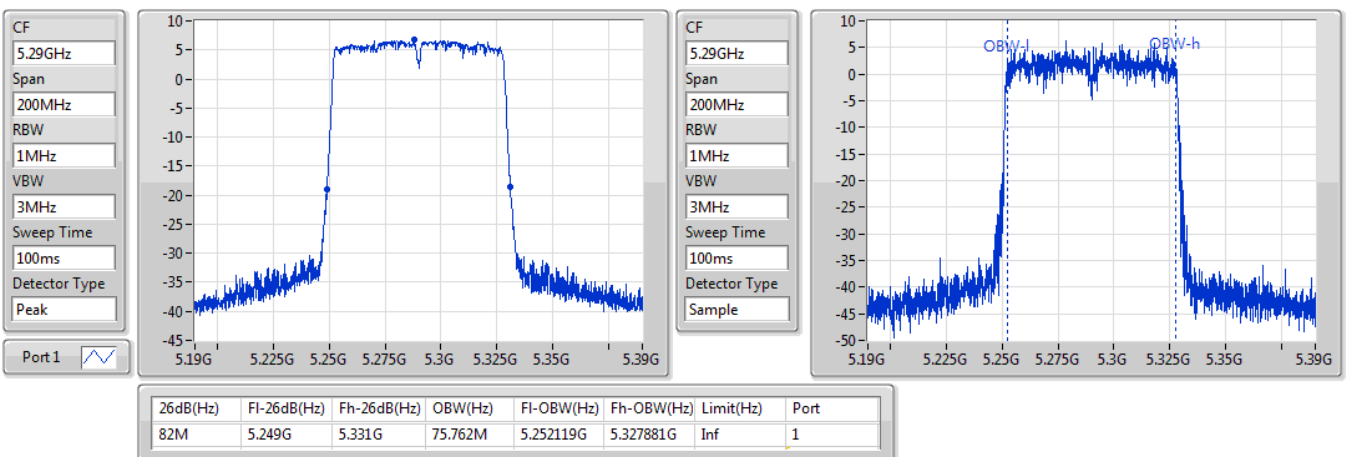 CF
5.29GHz
Span
200MHz
RBW
1MHz
VBW
3MHz
Sweep Time
100ms
Detector Type
Peak
Port 1
10
5
0
-5
-10
-15
-20
-25
-30
-35
-40
-45
5.19G 5.225G 5.25G 5.275G 5.3G 5.325G 5.35G 5.39G
CF
5.29GHz
Span
200MHz
RBW
1MHz
VBW
3MHz
Sweep Time
100ms
Detector Type
Sample
10
5
0
-5
-10
-15
-20
-25
-30
-35
-40
-45
-50
OBW-l OBW-h
5.19G 5.225G 5.25G 5.275G 5.3G 5.325G 5.35G 5.39G
26dB(Hz) Fl-26dB(Hz) Fh-26dB(Hz) OBW(Hz) Fl-OBW(Hz) Fh-OBW(Hz) Limit(Hz) Port
82M 5.249G 5.331G 75.762M 5.252119G 5.327881G Inf 1